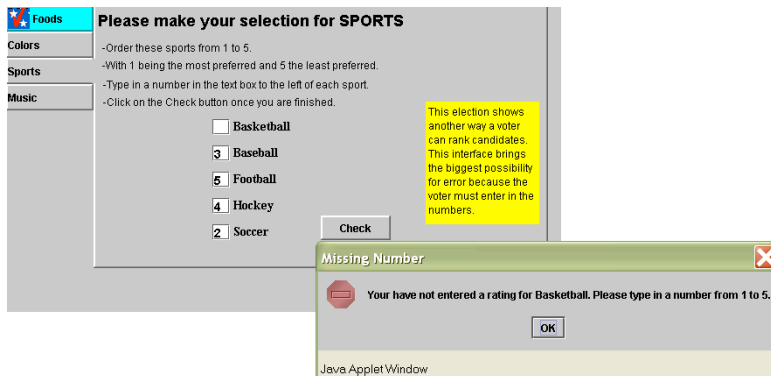 Foods
Colors
Sports
Music
Please make your selection for SPORTS
-Order these sports from 1 to 5.
-With 1 being the most preferred and 5 the least preferred.
-Type in a number in the text box to the left of each sport.
-Click on the Check button once you are finished.
Basketball
3 Baseball
5 Football
4 Hockey
2 Soccer
Check
This election shows
another way a voter
can rank candidates.
This interface brings
the biggest possibility
for error because the
voter must enter in the
numbers.
Missing Number
Your have not entered a rating for Basketball. Please type in a number from 1 to 5.
OK
Java Applet Window